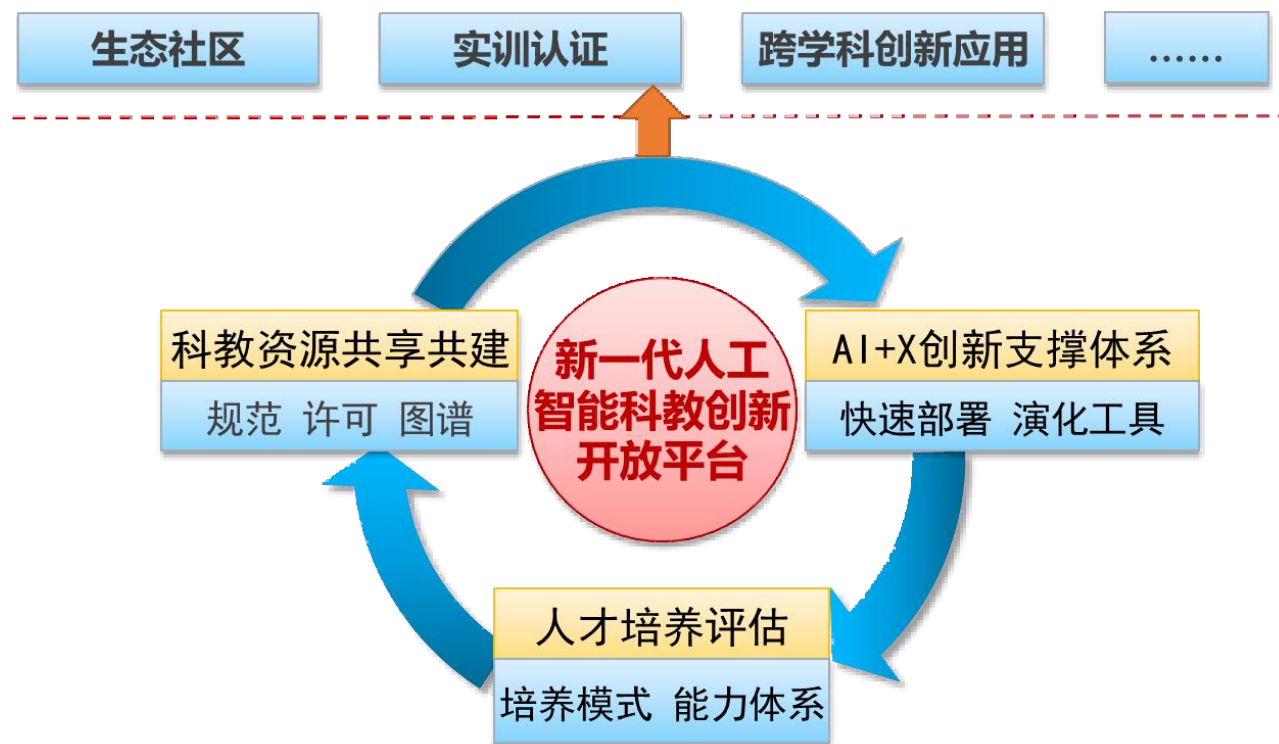 生态社区
实训认证
跨学科创新应用
……
科教资源共享共建
规范 许可 图谱
新一代人工
智能科教创新
开放平台
AI+X创新支撑体系
快速部署 演化工具
人才培养评估
培养模式 能力体系